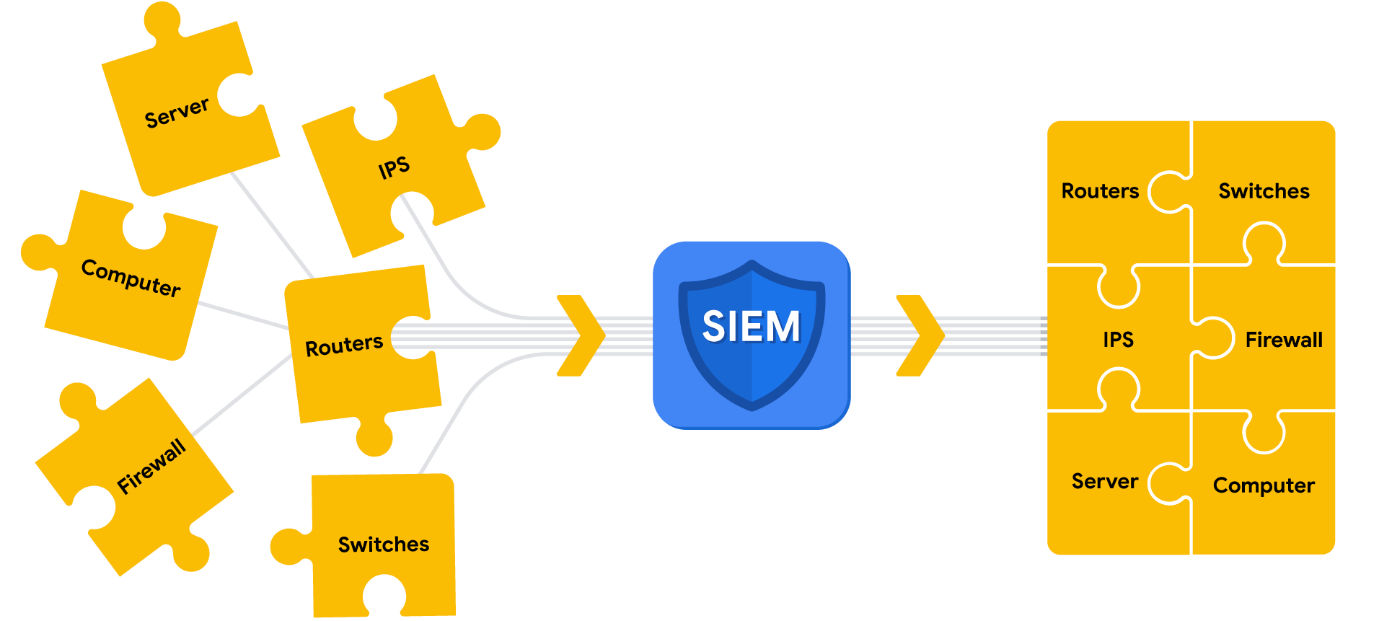 Server
IPS
Computer
Routers
Firewall
Switches
SIEM
Routers
Switches
IPS
Firewall
Server
Computer